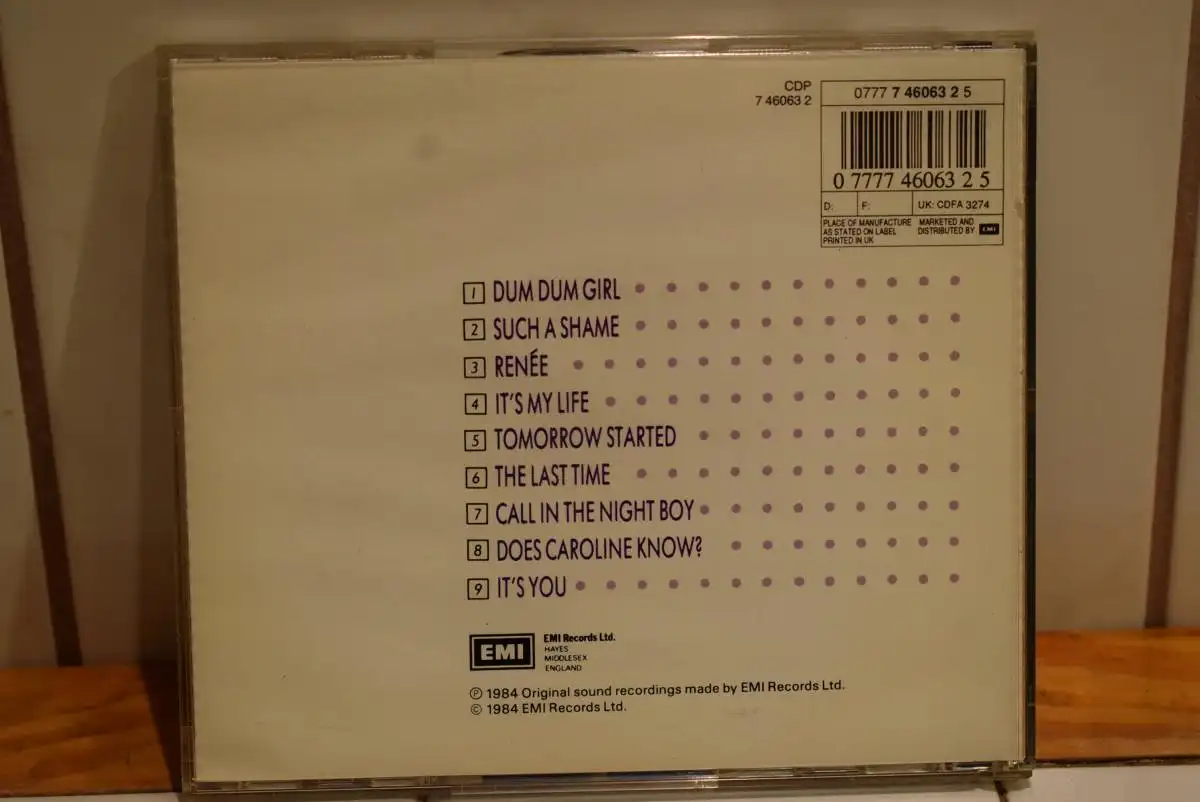 CDP
7 46063 2
0777 7 46063 2 5
0 7777 46063 2 5
D: F: UK: CDFA 3274
PLACE OF MANUFACTURE
AS STATED ON LABEL
PRINTED IN UK
MARKETED AND
DISTRIBUTED BY EMI
1 DUM DUM GIRL
2 SUCH A SHAME
3 RENÉE
4 IT'S MY LIFE
5 TOMORROW STARTED
6 THE LAST TIME
7 CALL IN THE NIGHT BOY
8 DOES CAROLINE KNOW?
9 IT'S YOU
EMI
EMI Records Ltd.
HAYES
MIDDLESEX
ENGLAND
℗ 1984 Original sound recordings made by EMI Records Ltd.
© 1984 EMI Records Ltd.